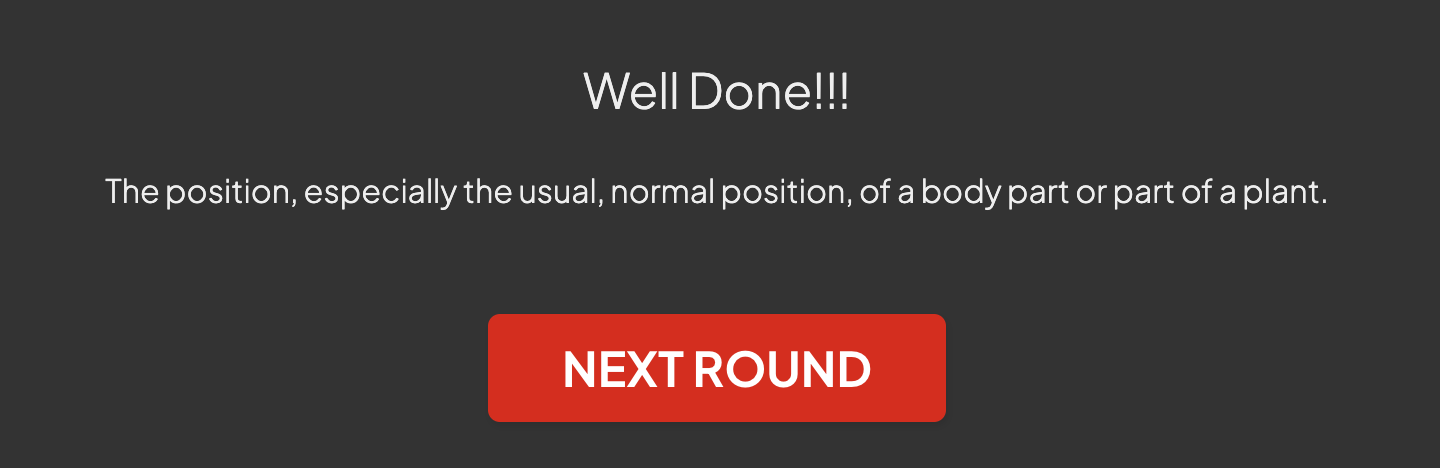 Well Done!!!
The position, especially the usual, normal position, of a body part or part of a plant.
NEXT ROUND